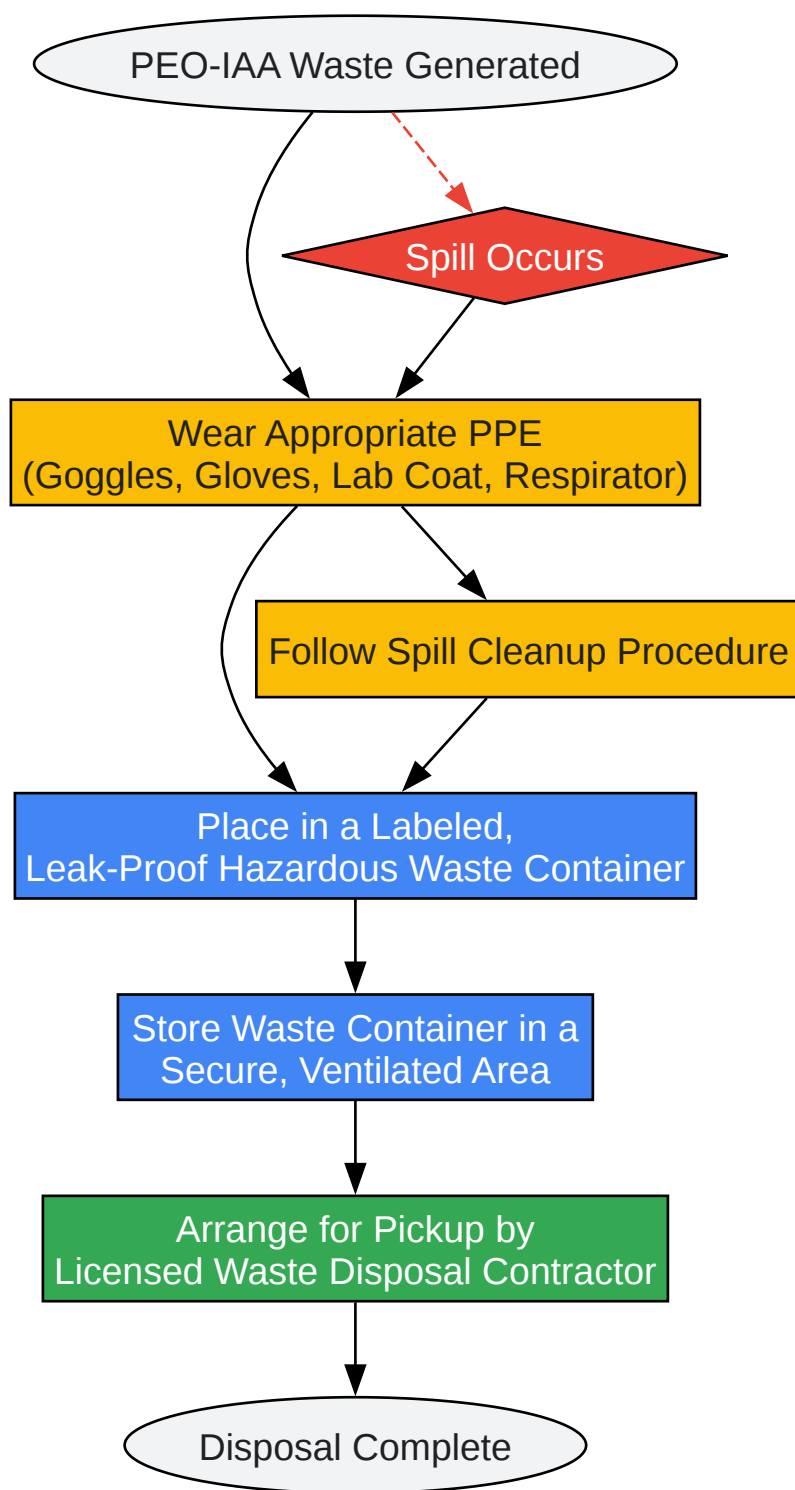 PEO-IAA Waste Generated
Spill Occurs
Wear Appropriate PPE
(Goggles, Gloves, Lab Coat, Respirator)
Follow Spill Cleanup Procedure
Place in a Labeled,
Leak-Proof Hazardous Waste Container
Store Waste Container in a
Secure, Ventilated Area
Arrange for Pickup by
Licensed Waste Disposal Contractor
Disposal Complete